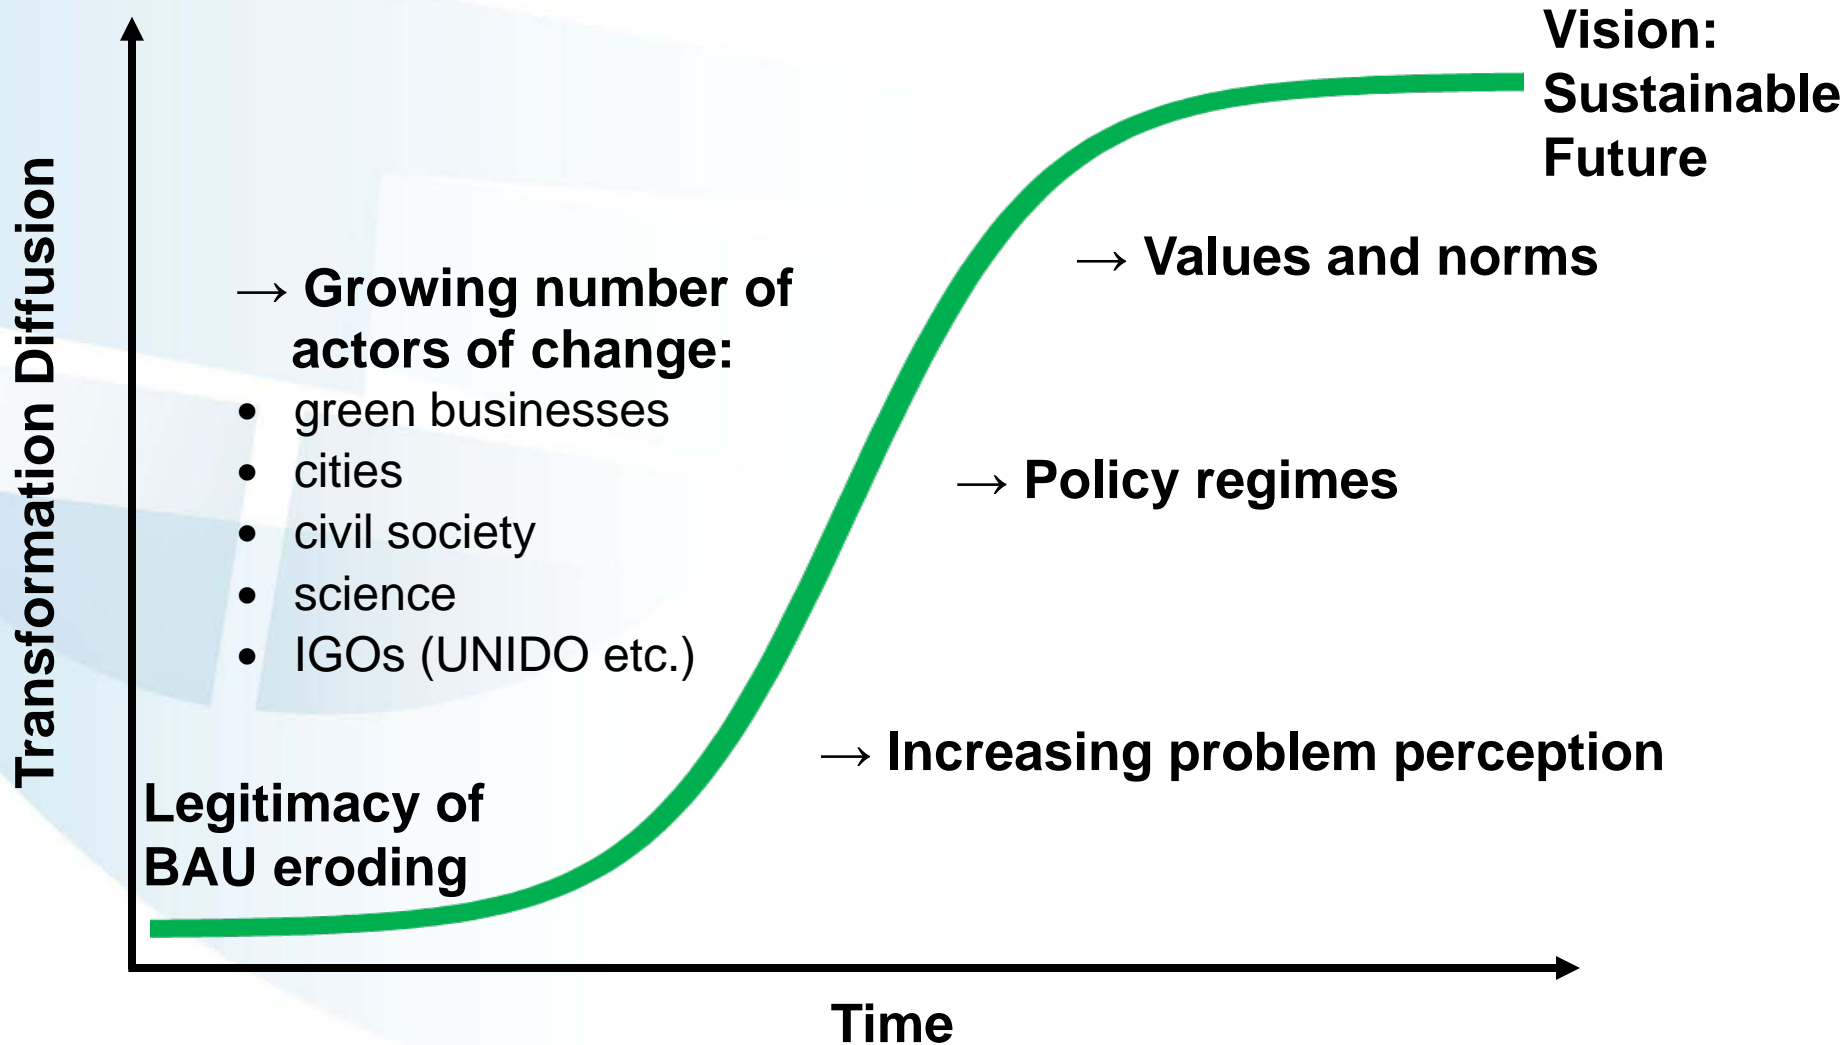 Vision:
Sustainable
Future
Transformation Diffusion
→ Growing number of
actors of change:
• green businesses
• cities
• civil society
• science
• IGOs (UNIDO etc.)
→ Values and norms
→ Policy regimes
→ Increasing problem perception
Legitimacy of
BAU eroding
Time